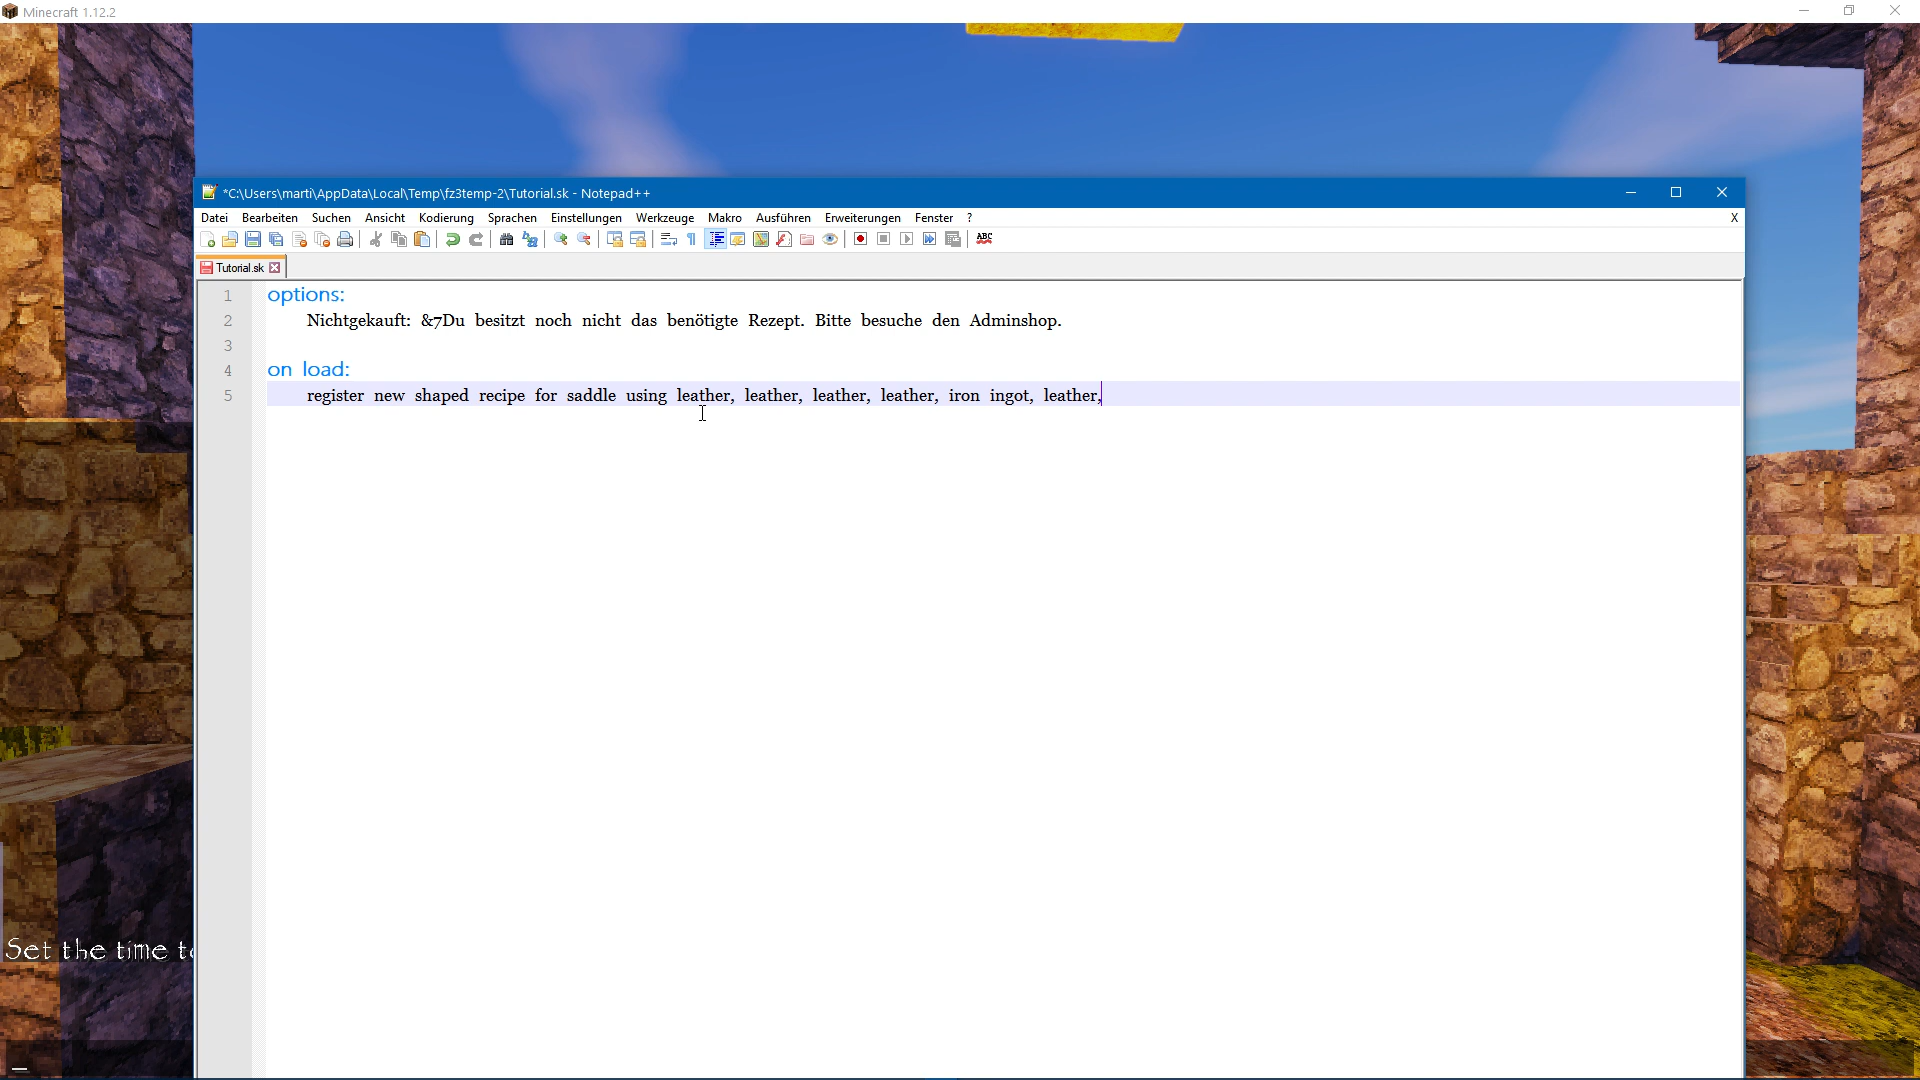 Minecraft 1.12.2
*C:\Users\marti\AppData\Local\Temp\fz3temp-2\Tutorial.sk - Notepad++
Datei Bearbeiten Suchen Ansicht Kodierung Sprachen Einstellungen Werkzeuge Makro Ausführen Erweiterungen Fenster ? X
ABC
Tutorial.sk
1 options:
2 Nichtgekauft: &7Du besitzt noch nicht das benötigte Rezept. Bitte besuche den Adminshop.
3
4 on load:
5 register new shaped recipe for saddle using leather, leather, leather, leather, iron ingot, leather,
Set the time to